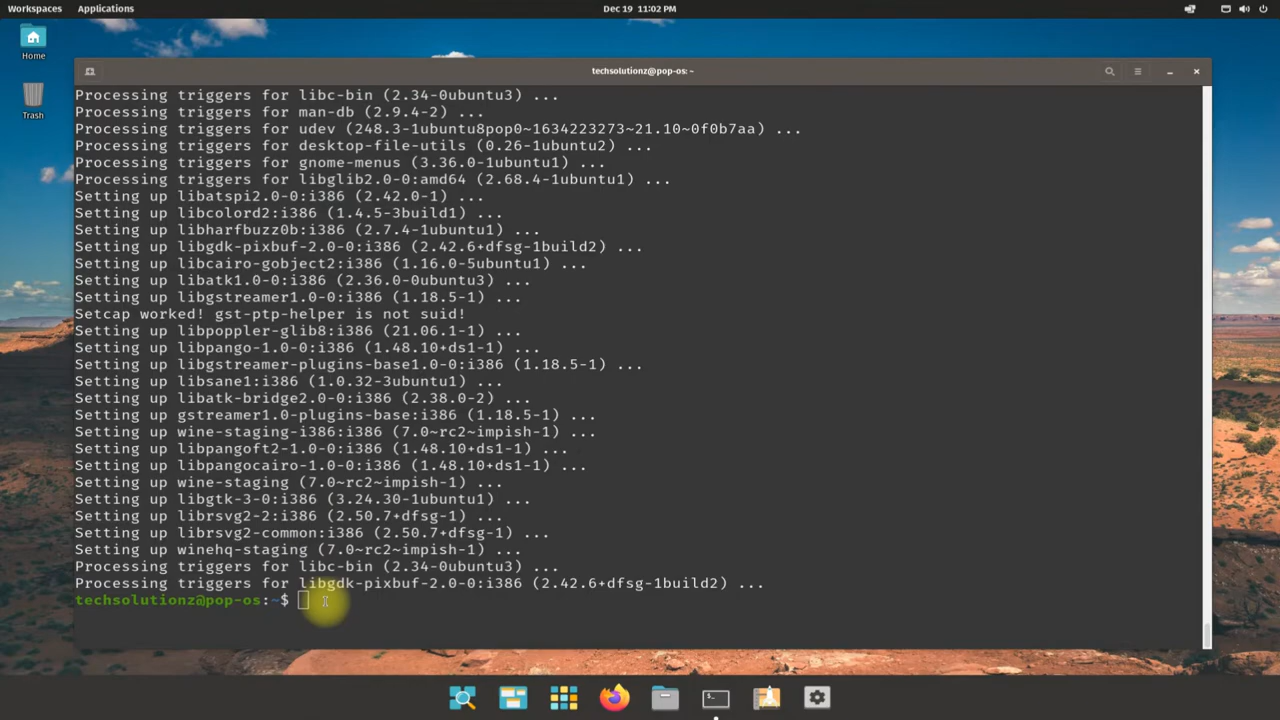 Workspaces Applications Dec 19 11:02 PM
Home
Trash
techsolutionz@pop-os: ~
Processing triggers for libc-bin (2.34-0ubuntu3) ...
Processing triggers for man-db (2.9.4-2) ...
Processing triggers for udev (248.3-1ubuntu8pop0~1634223273~21.10~0f0b7aa) ...
Processing triggers for desktop-file-utils (0.26-1ubuntu2) ...
Processing triggers for gnome-menus (3.36.0-1ubuntu1) ...
Processing triggers for libglib2.0-0:amd64 (2.68.4-1ubuntu1) ...
Setting up libatspi2.0-0:i386 (2.42.0-1) ...
Setting up libcolord2:i386 (1.4.5-3build1) ...
Setting up libharfbuzz0b:i386 (2.7.4-1ubuntu1) ...
Setting up libgdk-pixbuf-2.0-0:i386 (2.42.6+dfsg-1build2) ...
Setting up libcairo-gobject2:i386 (1.16.0-5ubuntu1) ...
Setting up libatk1.0-0:i386 (2.36.0-0ubuntu3) ...
Setting up libgstreamer1.0-0:i386 (1.18.5-1) ...
Setcap worked! gst-ptp-helper is not suid!
Setting up libpoppler-glib8:i386 (21.06.1-1) ...
Setting up libpango-1.0-0:i386 (1.48.10+ds1-1) ...
Setting up libgstreamer-plugins-base1.0-0:i386 (1.18.5-1) ...
Setting up libsane1:i386 (1.0.32-3ubuntu1) ...
Setting up libatk-bridge2.0-0:i386 (2.38.0-2) ...
Setting up gstreamer1.0-plugins-base:i386 (1.18.5-1) ...
Setting up wine-staging-i386:i386 (7.0~rc2~impish-1) ...
Setting up libpangoft2-1.0-0:i386 (1.48.10+ds1-1) ...
Setting up libpangocairo-1.0-0:i386 (1.48.10+ds1-1) ...
Setting up wine-staging (7.0~rc2~impish-1) ...
Setting up libgtk-3-0:i386 (3.24.30-1ubuntu1) ...
Setting up librsvg2-2:i386 (2.50.7+dfsg-1) ...
Setting up librsvg2-common:i386 (2.50.7+dfsg-1) ...
Setting up winehq-staging (7.0~rc2~impish-1) ...
Processing triggers for libc-bin (2.34-0ubuntu3) ...
Processing triggers for libgdk-pixbuf-2.0-0:i386 (2.42.6+dfsg-1build2) ...
techsolutionz@pop-os:~$